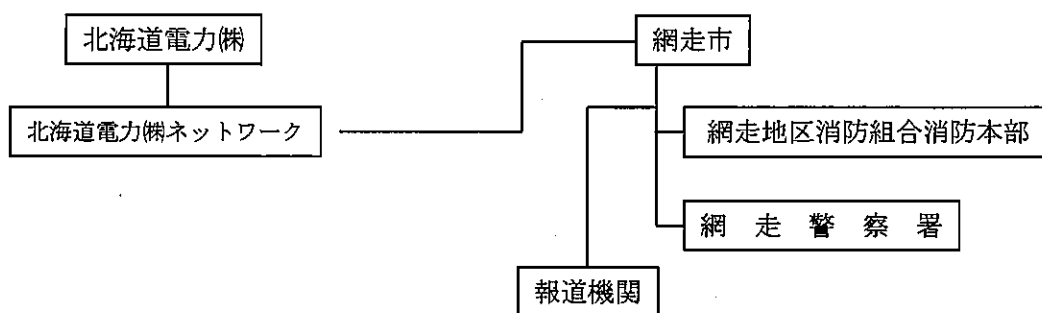 北海道電力㈱
網走市
北海道電力㈱ネットワーク
網走地区消防組合消防本部
網走警察署
報道機関